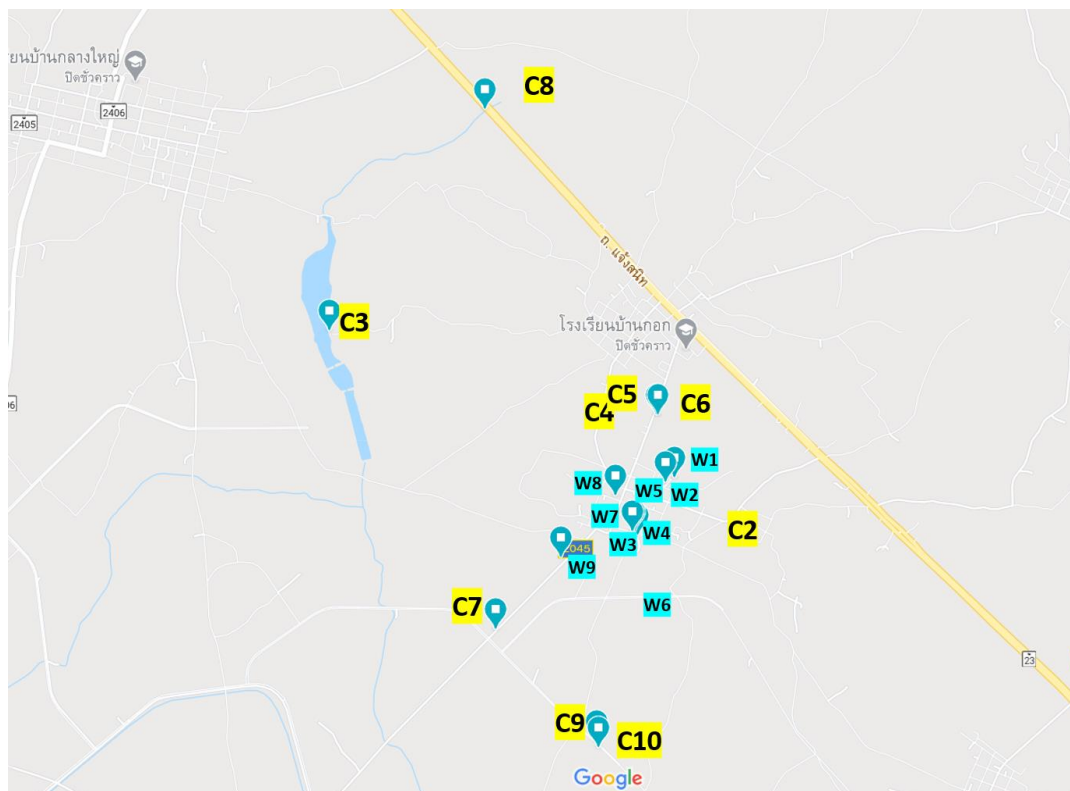 ยนบ้านกลางใหญ่
ปิดชั่วคราว
2406
2405
C8
ถ. แจ้งสนิท
C3
โรงเรียนบ้านกอก
ปิดชั่วคราว
C5
C4
C6
06
W1
W8
W5
W2
W7
W4
W3
C2
2045
W9
C7
W6
23
C9
C10
Google